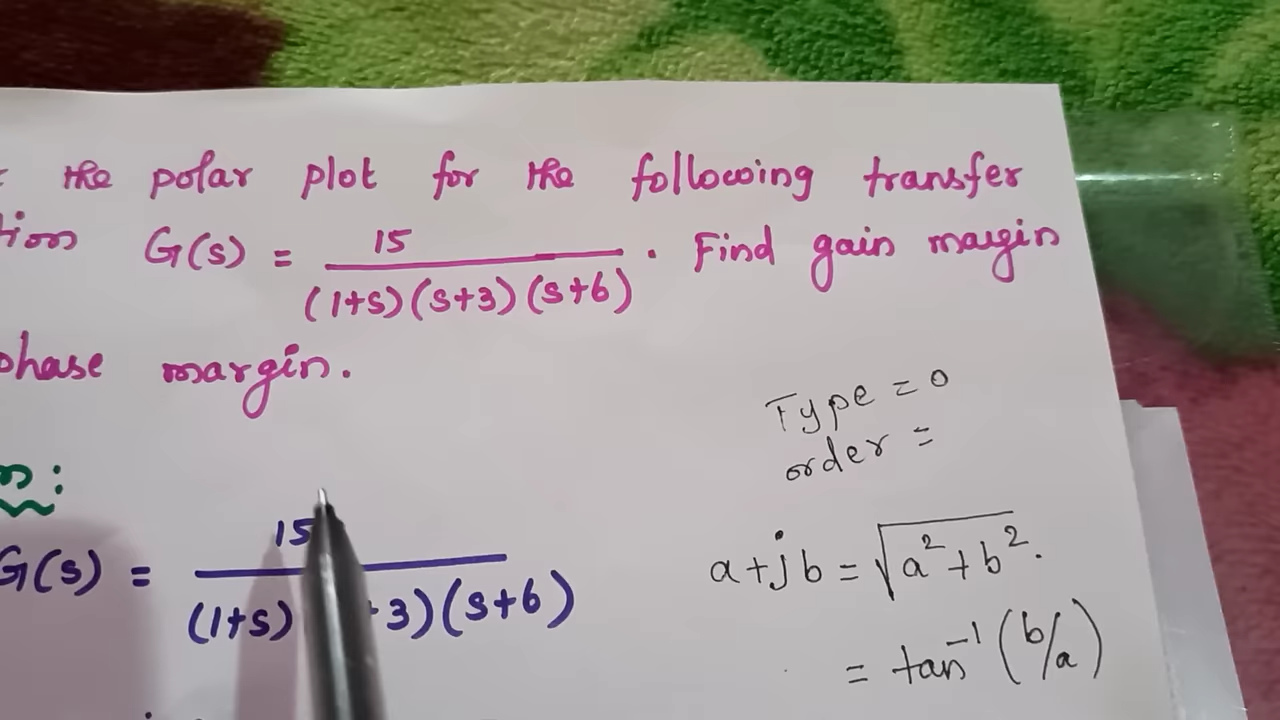 the polar plot for the following transfer
G(s) = 15 / (1+s)(s+3)(s+6) . Find gain margin
phase margin.
Type = 0
order =
G(s) = 15 / (1+s) +3)(s+6)
a+jb = √a²+b².
= tan⁻¹(b/a)